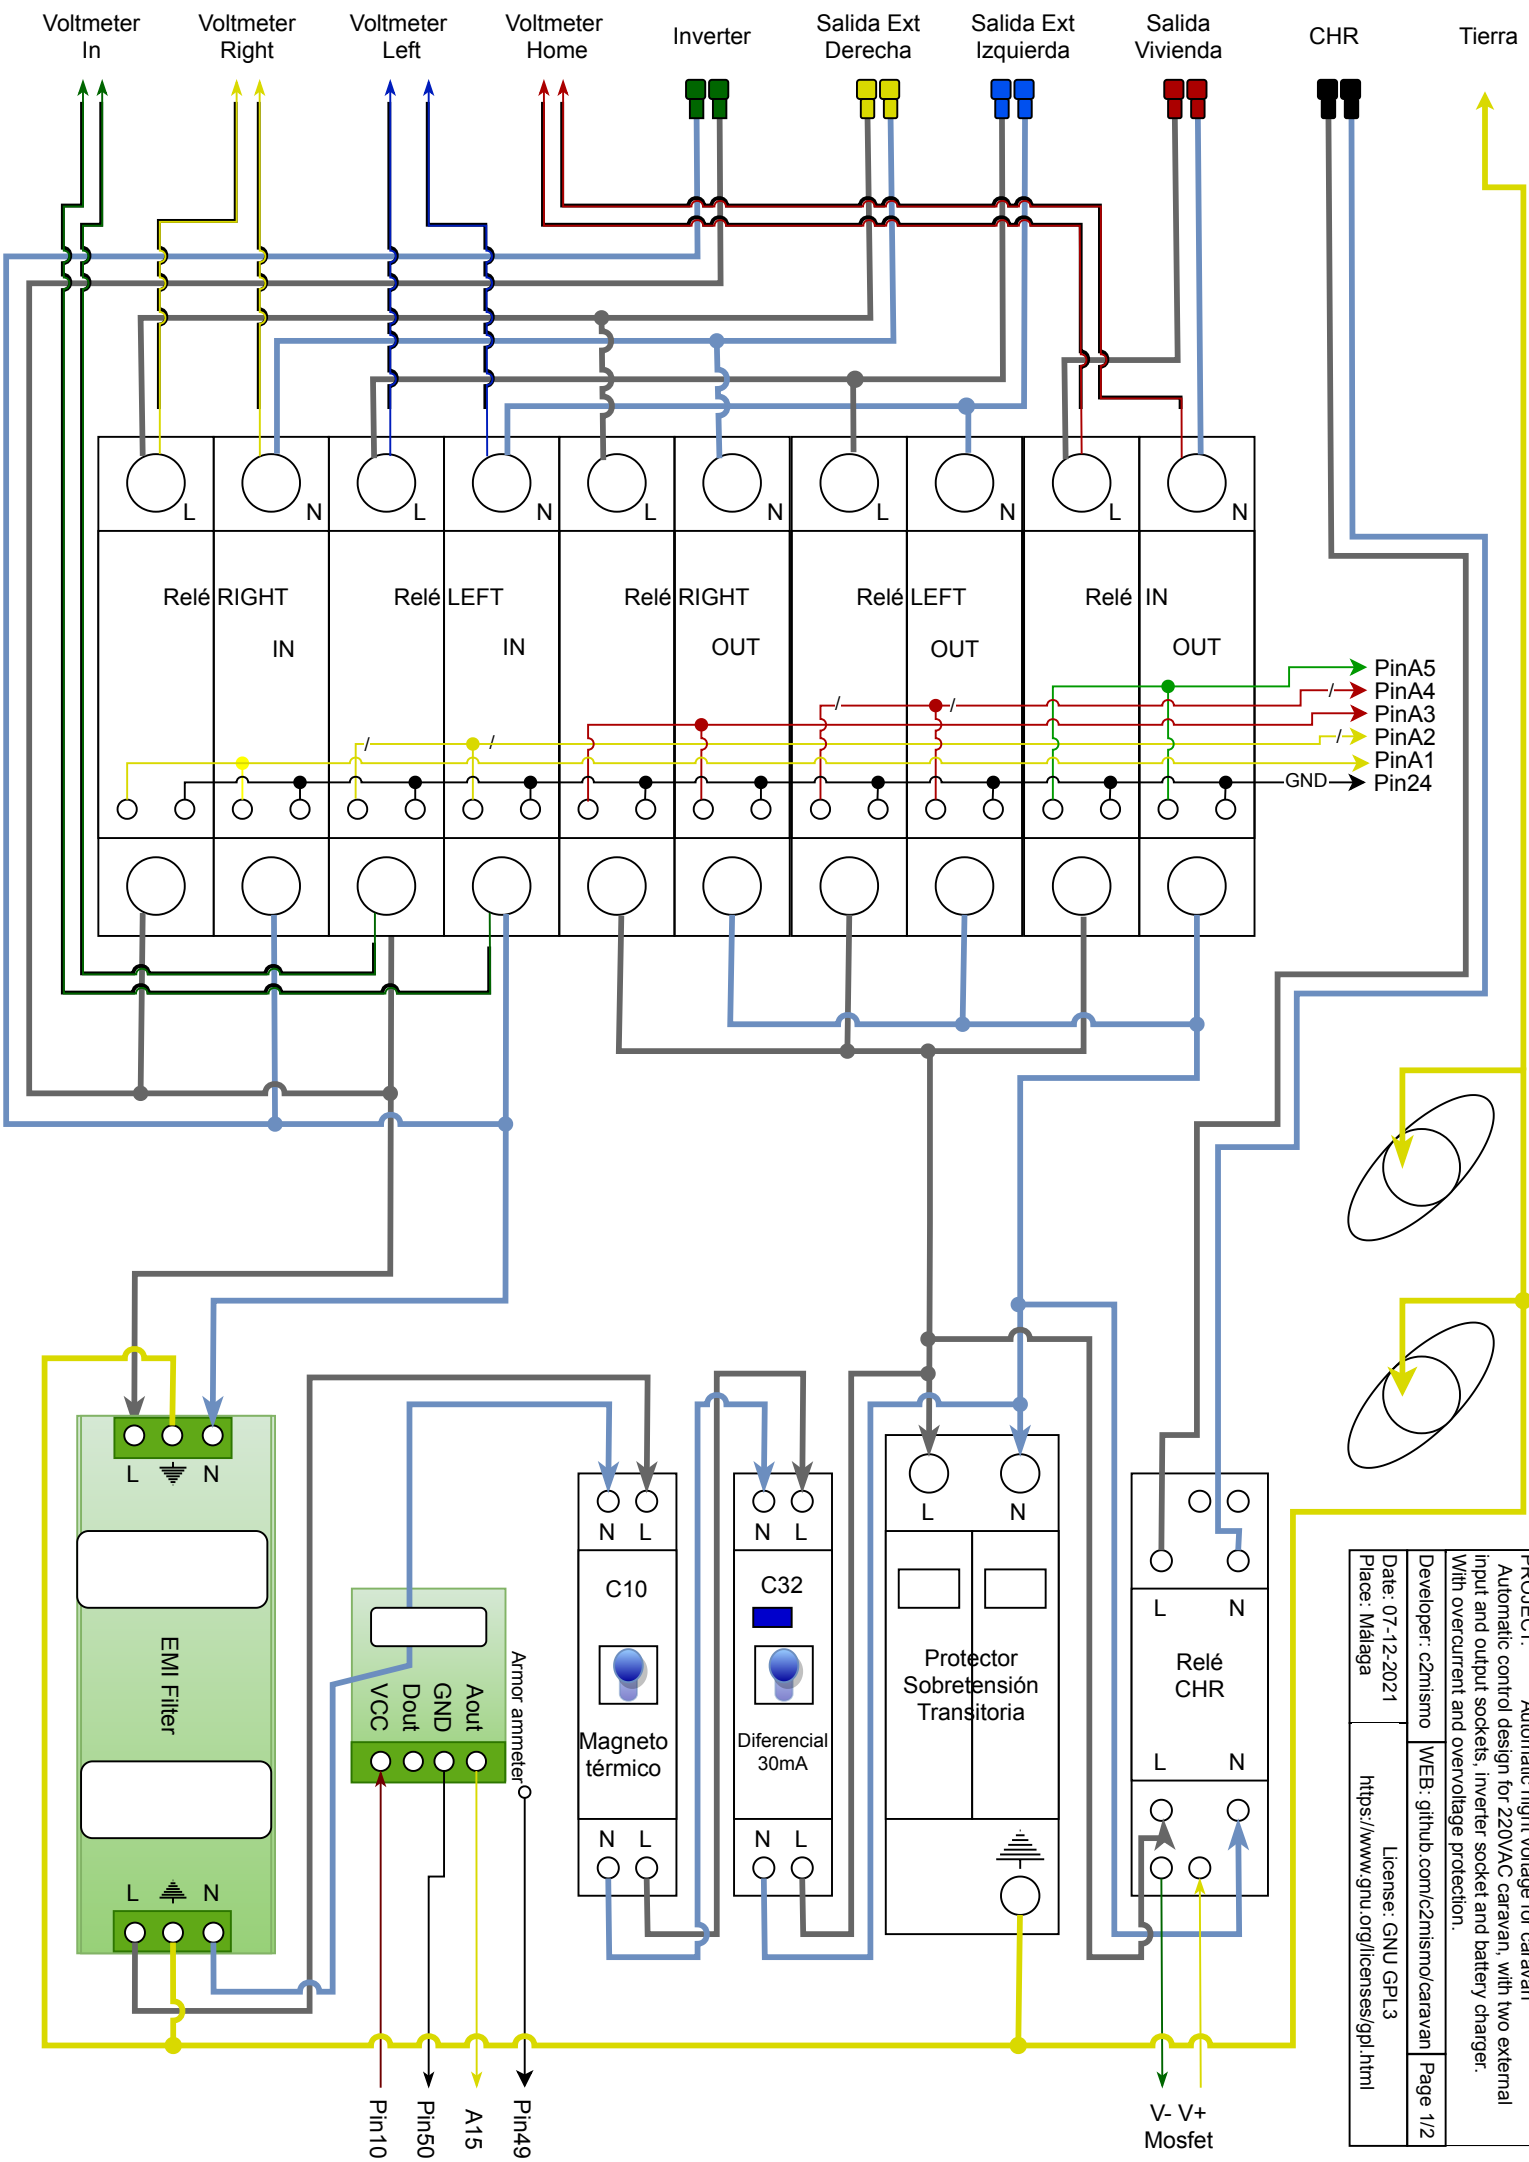 Voltmeter
In
Voltmeter
Right
Voltmeter
Left
Voltmeter
Home
Inverter
Salida Ext
Derecha
Salida Ext
Izquierda
Salida
Vivienda
CHR
Tierra
L
N
L
N
L
N
L
N
L
N
Relé RIGHT
IN
Relé LEFT
IN
Relé RIGHT
OUT
Relé LEFT
OUT
Relé IN
OUT
PinA5
PinA4
PinA3
PinA2
PinA1
GND
Pin24
L
N
EMI Filter
L
N
VCC
Dout
GND
Aout
Armor ammeter
N L
C10
Magneto
térmico
N L
N L
C32
Diferencial
30mA
N L
L
N
Protector
Sobretensión
Transitoria
L
N
Relé
CHR
L
N
Pin10
Pin50
A15
Pin49
V- V+
Mosfet
PROJECT: Automatic hight voltage for caravan
Automatic control design for 220VAC caravan, with two external
input and output sockets, inverter socket and battery charger.
With overcurrent and overvoltage protection.
Developer: c2mismo
WEB: github.com/c2mismo/caravan
Page 1/2
Date: 07-12-2021
Place: Málaga
License: GNU GPL3
https://www.gnu.org/licenses/gpl.html